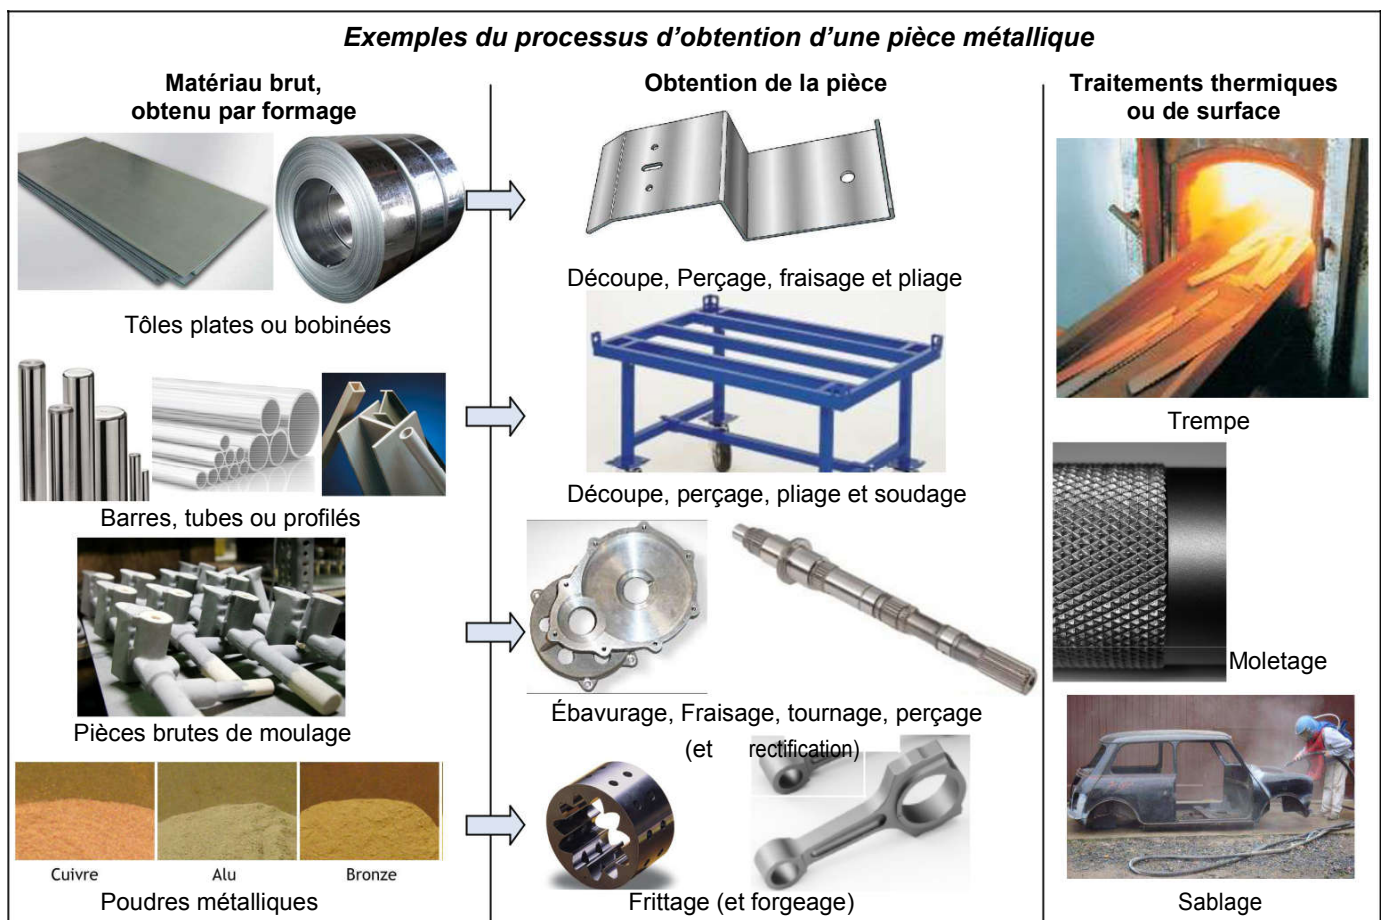 Exemples du processus d’obtention d’une pièce métallique
Matériau brut,
obtenu par formage
Tôles plates ou bobinées
Barres, tubes ou profilés
Pièces brutes de moulage
Cuivre
Alu
Bronze
Poudres métalliques
Obtention de la pièce
Découpe, Perçage, fraisage et pliage
Découpe, perçage, pliage et soudage
Ébavurage, Fraisage, tournage, perçage
(et rectification)
Frittage (et forgeage)
Traitements thermiques
ou de surface
Trempe
Moletage
Sablage